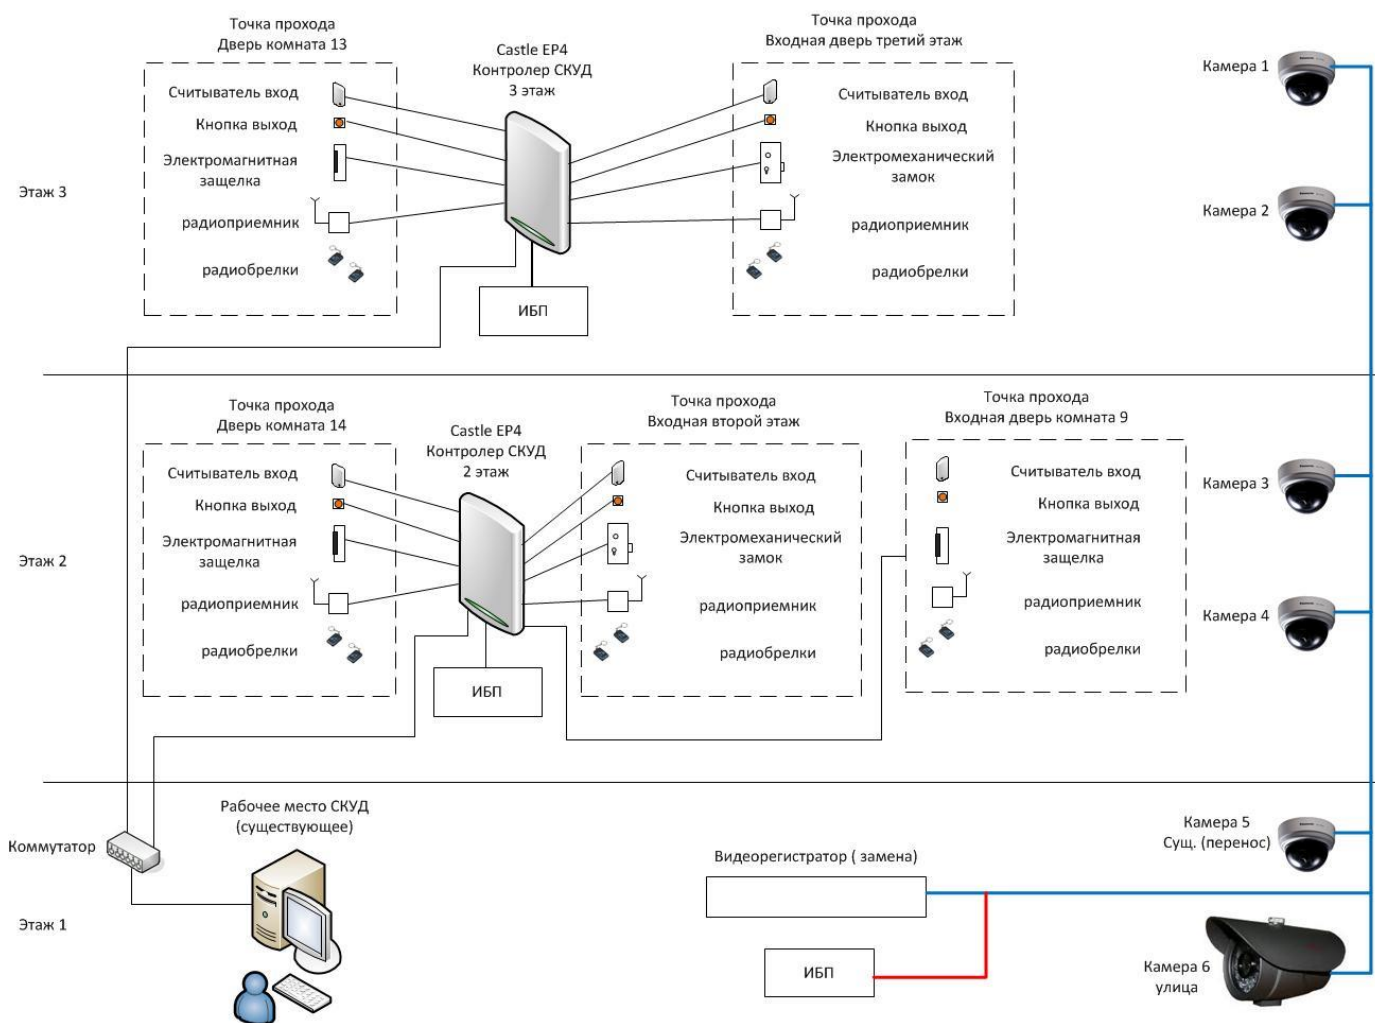 Точка прохода
Дверь комната 13
Castle EP4
Контролер СКУД
3 этаж
Точка прохода
Входная дверь третий этаж
Считыватель вход
Кнопка выход
Электромагнитная
защелка
радиоприемник
радиобрелки
Считыватель вход
Кнопка выход
Электромеханический
замок
радиоприемник
радиобрелки
ИБП
Этаж 3
Камера 1
Камера 2
Точка прохода
Дверь комната 14
Castle EP4
Контролер СКУД
2 этаж
Точка прохода
Входная второй этаж
Точка прохода
Входная дверь комната 9
Считыватель вход
Кнопка выход
Электромагнитная
защелка
радиоприемник
радиобрелки
Считыватель вход
Кнопка выход
Электромеханический
замок
радиоприемник
радиобрелки
Считыватель вход
Кнопка выход
Электромагнитная
защелка
радиоприемник
радиобрелки
ИБП
Этаж 2
Камера 3
Камера 4
Рабочее место СКУД
(существующее)
Коммутатор
Этаж 1
Видеорегистратор ( замена)
ИБП
Камера 5
Сущ. (перенос)
Камера 6
улица